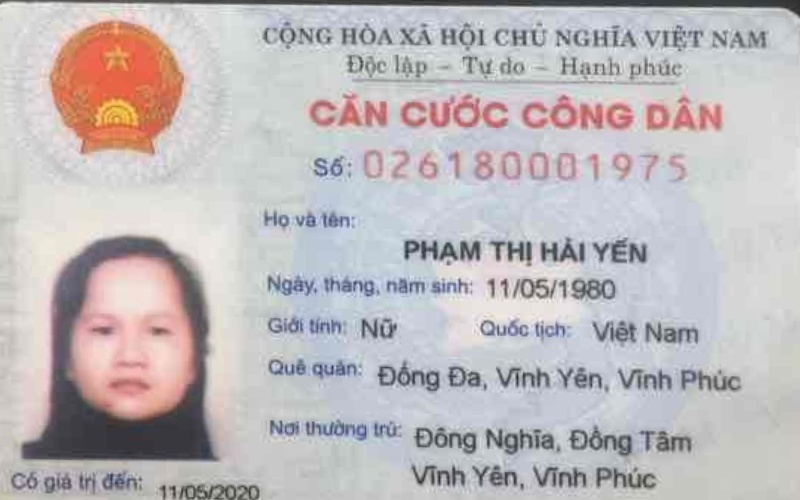 CỘNG HÒA XÃ HỘI CHỦ NGHĨA VIỆT NAM
Độc lập – Tự do – Hạnh phúc
CĂN CƯỚC CÔNG DÂN
Số: 026180001975
Họ và tên:
PHẠM THỊ HẢI YẾN
Ngày, tháng, năm sinh: 11/05/1980
Giới tính: Nữ Quốc tịch: Việt Nam
Quê quán: Đống Đa, Vĩnh Yên, Vĩnh Phúc
Nơi thường trú: Đông Nghĩa, Đồng Tâm
Vĩnh Yên, Vĩnh Phúc
Có giá trị đến: 11/05/2020